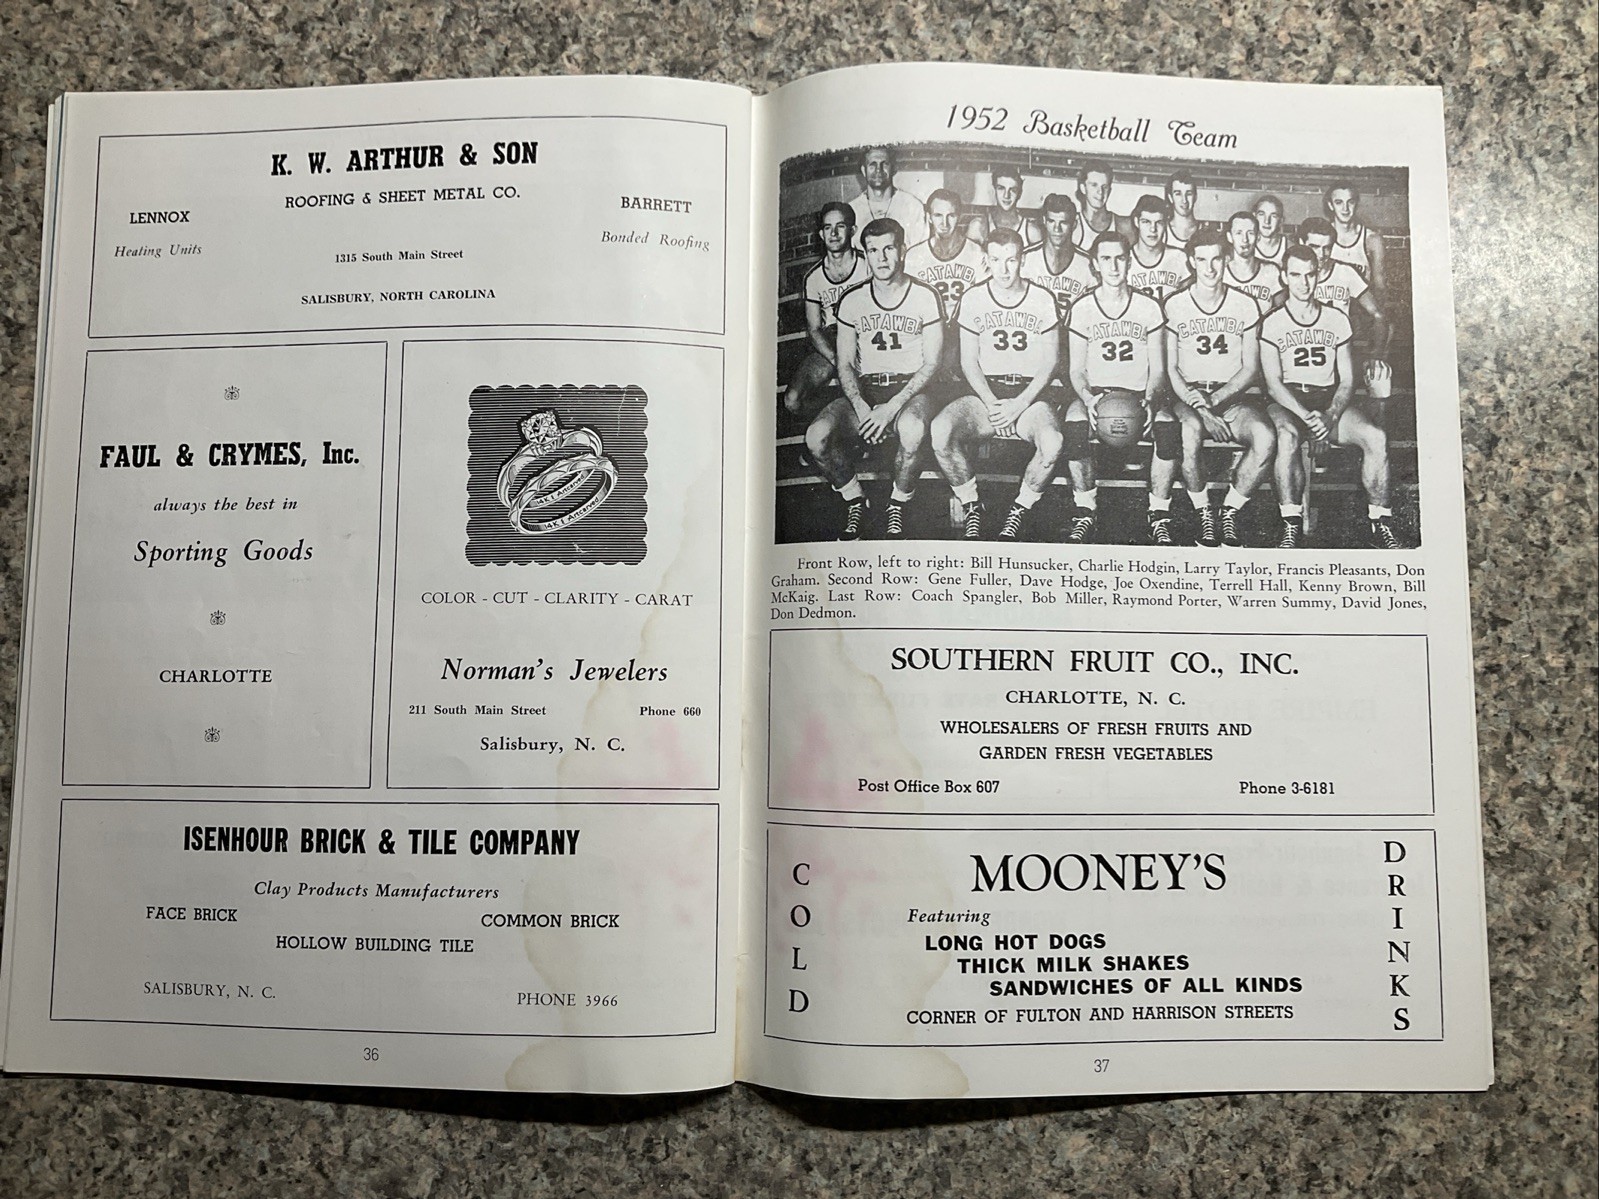 K. W. ARTHUR & SON
ROOFING & SHEET METAL CO.
LENNOX
Heating Units
BARRETT
Bonded Roofing
1315 South Main Street
SALISBURY, NORTH CAROLINA
FAUL & CRYMES, Inc.
always the best in
Sporting Goods
CHARLOTTE
COLOR - CUT - CLARITY - CARAT
Norman's Jewelers
211 South Main Street Phone 660
Salisbury, N. C.
ISENHOUR BRICK & TILE COMPANY
Clay Products Manufacturers
FACE BRICK COMMON BRICK
HOLLOW BUILDING TILE
SALISBURY, N. C. PHONE 3966
36
1952 Basketball Team
CATAWBA
23
41
33
32
34
25
Front Row, left to right: Bill Hunsucker, Charlie Hodgin, Larry Taylor, Francis Pleasants, Don
Graham. Second Row: Gene Fuller, Dave Hodge, Joe Oxendine, Terrell Hall, Kenny Brown, Bill
McKaig. Last Row: Coach Spangler, Bob Miller, Raymond Porter, Warren Summy, David Jones,
Don Dedmon.
SOUTHERN FRUIT CO., INC.
CHARLOTTE, N. C.
WHOLESALERS OF FRESH FRUITS AND
GARDEN FRESH VEGETABLES
Post Office Box 607 Phone 3-6181
COLD
MOONEY'S
Featuring
LONG HOT DOGS
THICK MILK SHAKES
SANDWICHES OF ALL KINDS
CORNER OF FULTON AND HARRISON STREETS
DRINKS
37